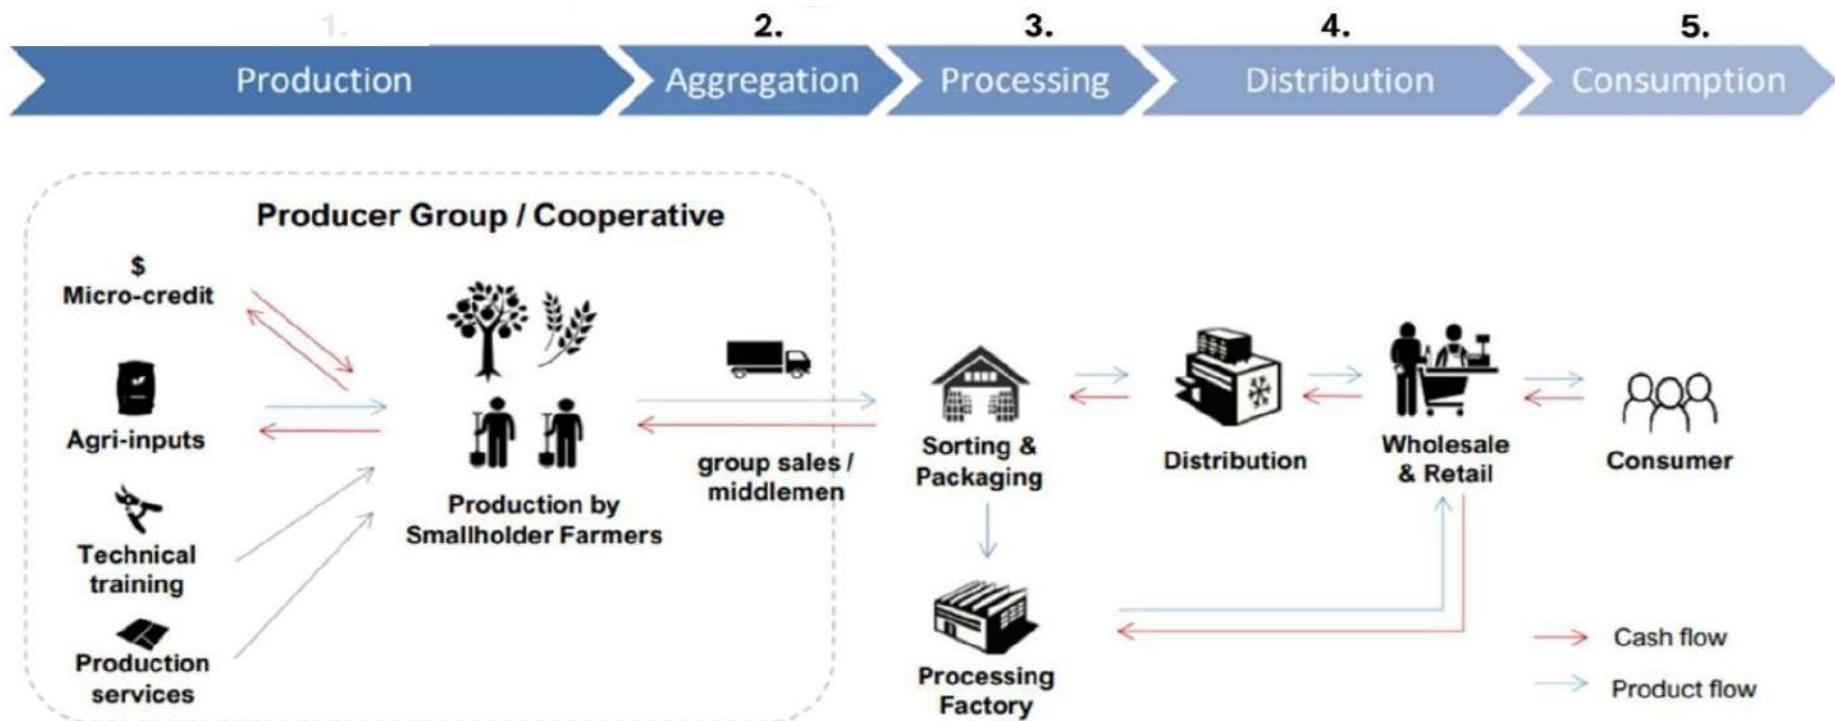 1.
2.
3.
4.
5.
Production
Aggregation
Processing
Distribution
Consumption
Producer Group / Cooperative
$
Micro-credit
Agri-inputs
Technical
training
Production
services
Production by
Smallholder Farmers
group sales /
middlemen
Sorting &
Packaging
Processing
Factory
Distribution
Wholesale
& Retail
Consumer
Cash flow
Product flow